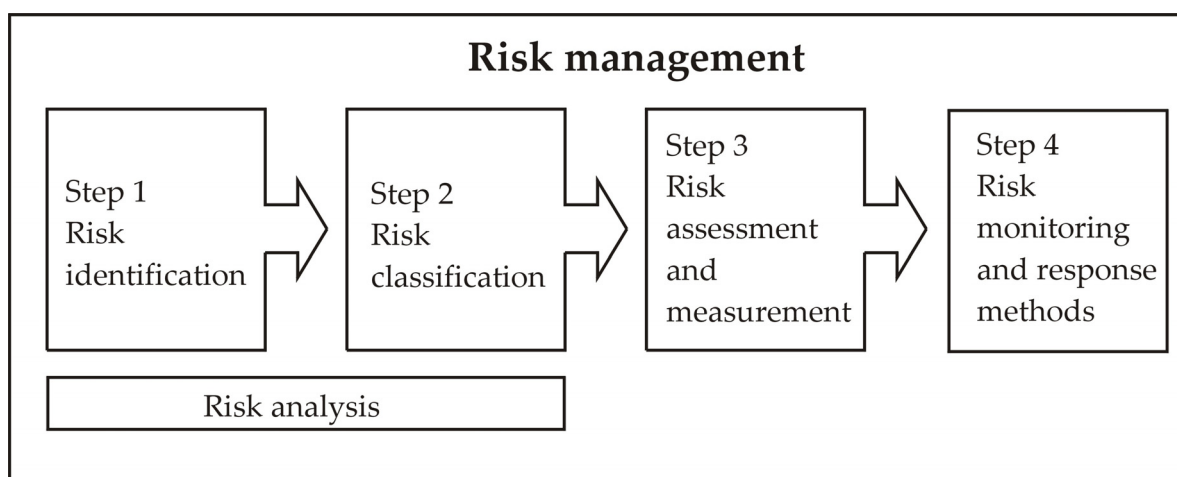 Risk management
Step 1
Risk
identification
Step 2
Risk
classification
Step 3
Risk
assessment
and
measurement
Step 4
Risk
monitoring
and response
methods
Risk analysis